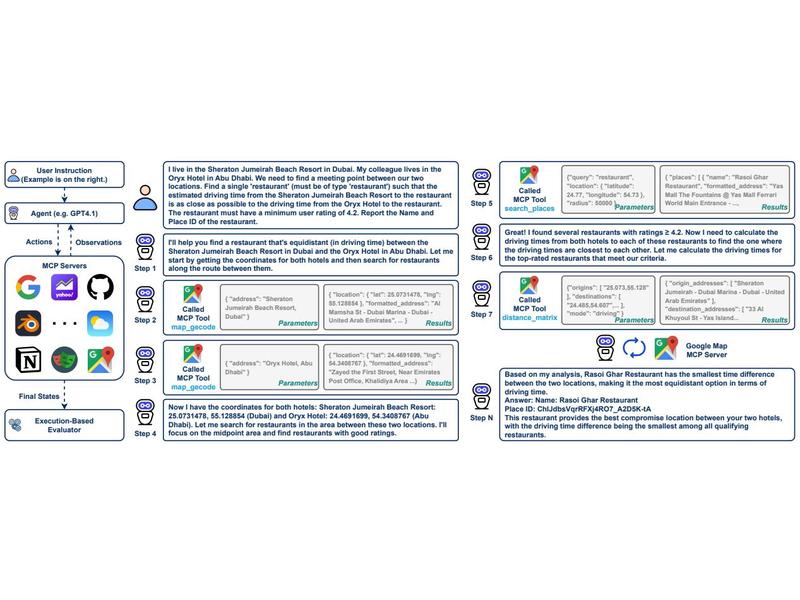 User Instruction
(Example is on the right.)
Agent (e.g. GPT4.1)
Actions
Observations
MCP Servers
yahoo!
Final States
Execution-Based
Evaluator
I live in the Sheraton Jumeirah Beach Resort in Dubai. My colleague lives in the
Oryx Hotel in Abu Dhabi. We need to find a meeting point between our two
locations. Find a single 'restaurant' (must be of type 'restaurant') such that the
estimated driving time from the Sheraton Jumeirah Beach Resort to the restaurant
is as close as possible to the driving time from the Oryx Hotel to the restaurant.
The restaurant must have a minimum user rating of 4.2. Report the Name and
Place ID of the restaurant.
Step 1
I'll help you find a restaurant that's equidistant (in driving time) between the
Sheraton Jumeirah Beach Resort in Dubai and the Oryx Hotel in Abu Dhabi. Let me
start by getting the coordinates for both hotels and then search for restaurants
along the route between them.
Step 2
Called
MCP Tool
map_gecode
{ "address": "Sheraton
Jumeirah Beach Resort,
Dubai" }
Parameters
{ "location": { "lat": 25.0731478, "lng":
55.128854 }, "formatted_address": "Al
Mamsha St - Dubai Marina - Dubai -
United Arab Emirates", ... }
Results
Step 3
Called
MCP Tool
map_gecode
{ "address": "Oryx Hotel, Abu
Dhabi" }
Parameters
{ "location": { "lat": 24.4691699, "lng":
54.3408767 }, "formatted_address":
"Zayed the First Street, Near Emirates
Post Office, Khalidiya Area ...}
Results
Step 4
Now I have the coordinates for both hotels: Sheraton Jumeirah Beach Resort:
25.0731478, 55.128854 (Dubai) and Oryx Hotel: 24.4691699, 54.3408767 (Abu
Dhabi). Let me search for restaurants in the area between these two locations. I'll
focus on the midpoint area and find restaurants with good ratings.
Step 5
Called
MCP Tool
search_places
{"query": "restaurant",
"location": { "latitude":
24.77, "longitude": 54.73 },
"radius": 50000 }
Parameters
{ "places": [ { "name": "Rasoi Ghar
Restaurant", "formatted_address": "Yas
Mall The Fountains @ Yas Mall Ferrari
World Main Entrance - ...,
Results
Step 6
Great! I found several restaurants with ratings ≥ 4.2. Now I need to calculate the
driving times from both hotels to each of these restaurants to find the one where
the driving times are closest to each other. Let me calculate the driving times for
the top-rated restaurants that meet our criteria.
Step 7
Called
MCP Tool
distance_matrix
{"origins": [ "25.073,55.128"
], "destinations": [
"24.485,54.607",... ],
"mode": "driving" }
Parameters
{ "origin_addresses": [ "Sheraton
Jumeirah - Dubai Marina - Dubai - United
Arab Emirates" ],
"destination_addresses": [ "33 Al
Khuyool St - Yas Island...
Results
Google Map
MCP Server
Step N
Based on my analysis, Rasoi Ghar Restaurant has the smallest time difference
between the two locations, making it the most equidistant option in terms of
driving time.
Answer: Name: Rasoi Ghar Restaurant
Place ID: ChIJdbsVqrRFXj4RO7_A2D5K-tA
This restaurant provides the best compromise location between your two hotels,
with the driving time difference being the smallest among all qualifying
restaurants.